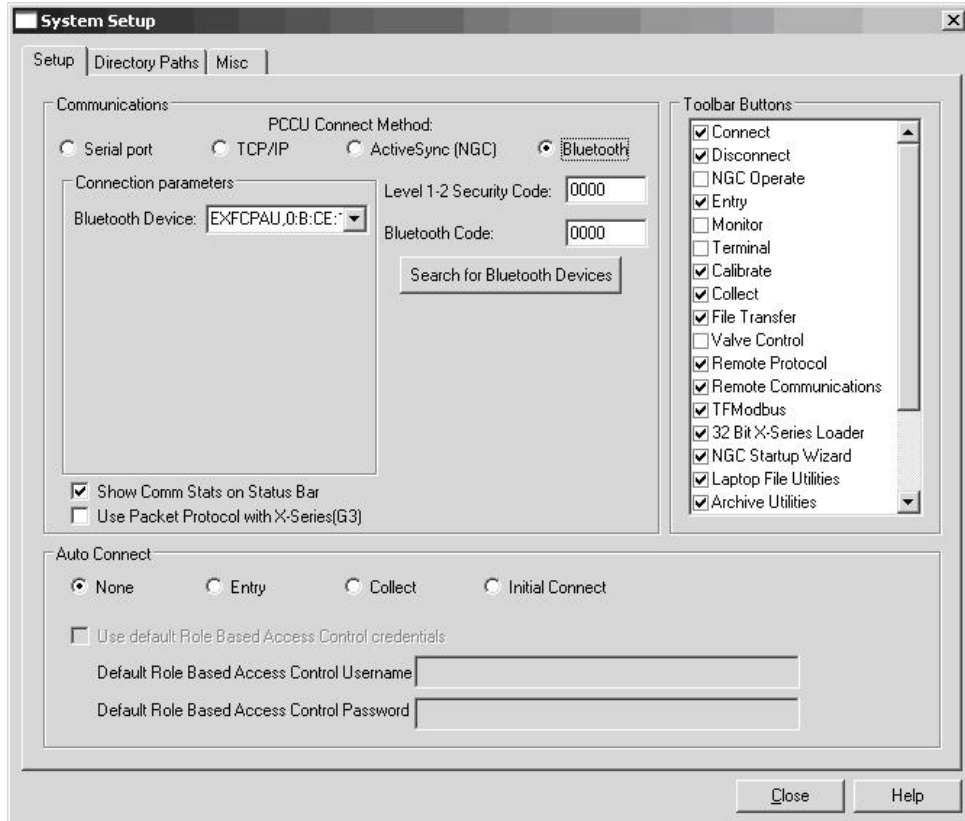 System Setup
Setup
Directory Paths
Misc
Communications
PCCU Connect Method:
Serial port
TCP/IP
ActiveSync (NGC)
Bluetooth
Connection parameters
Bluetooth Device:
EXFCPAU,0:B:CE:
Level 1-2 Security Code:
0000
Bluetooth Code:
0000
Search for Bluetooth Devices
Show Comm Stats on Status Bar
Use Packet Protocol with X-Series(G3)
Toolbar Buttons
Connect
Disconnect
NGC Operate
Entry
Monitor
Terminal
Calibrate
Collect
File Transfer
Valve Control
Remote Protocol
Remote Communications
TFModbus
32 Bit X-Series Loader
NGC Startup Wizard
Laptop File Utilities
Archive Utilities
Auto Connect
None
Entry
Collect
Initial Connect
Use default Role Based Access Control credentials
Default Role Based Access Control Username
Default Role Based Access Control Password
Close
Help